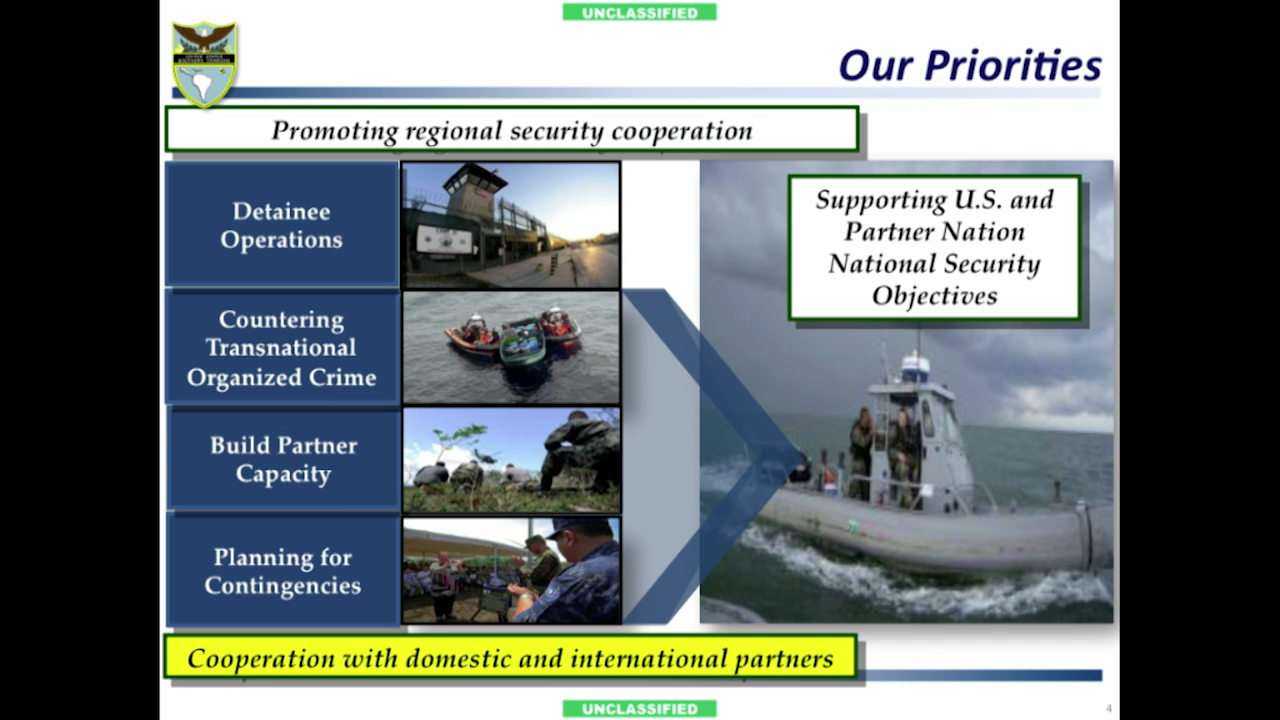 UNCLASSIFIED
Our Priorities
Promoting regional security cooperation
Detainee
Operations
Countering
Transnational
Organized Crime
Build Partner
Capacity
Planning for
Contingencies
Supporting U.S. and
Partner Nation
National Security
Objectives
Cooperation with domestic and international partners
UNCLASSIFIED
4